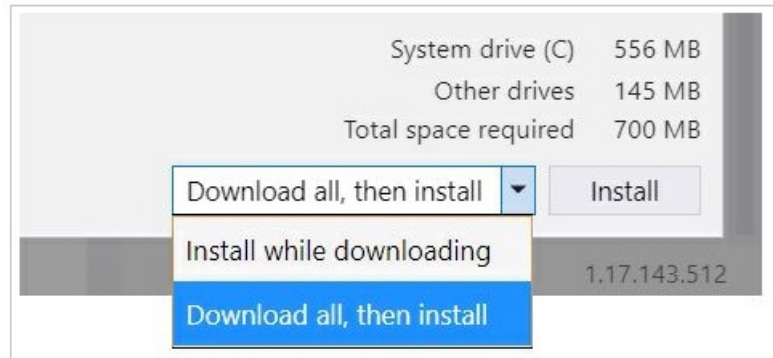 System drive (C) 556 MB
Other drives 145 MB
Total space required 700 MB
Download all, then install Install
Install while downloading
1.17.143.512
Download all, then install